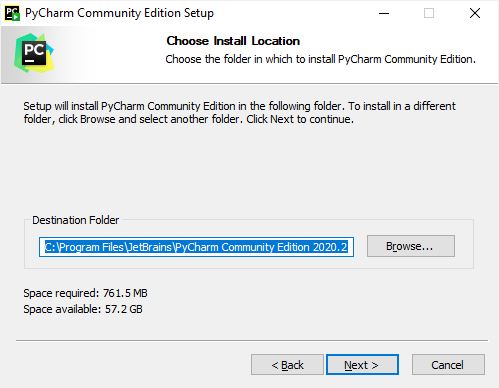 PyCharm Community Edition Setup
Choose Install Location
Choose the folder in which to install PyCharm Community Edition.
PC
Setup will install PyCharm Community Edition in the following folder. To install in a different
folder, click Browse and select another folder. Click Next to continue.
Destination Folder
C:\Program Files\JetBrains\PyCharm Community Edition 2020.2
Browse...
Space required: 761.5 MB
Space available: 57.2 GB
< Back
Next >
Cancel